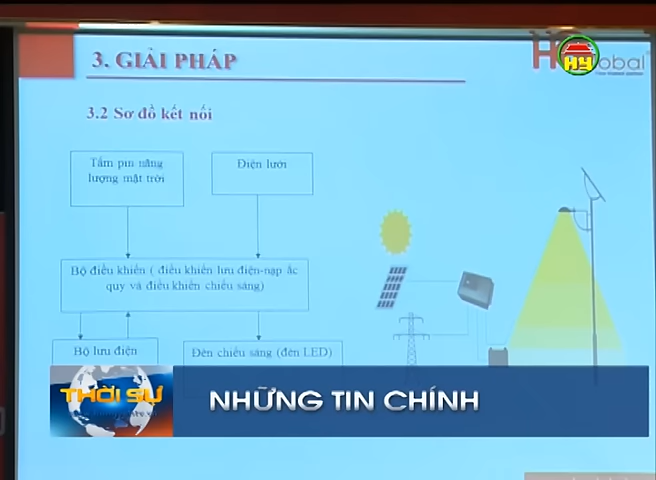 3. GIẢI PHÁP
HY
obal
3.2 Sơ đồ kết nối
Tấm pin năng
lượng mặt trời
Điện lưới
Bộ điều khiển ( điều khiển lưu điện-nạp ắc
quy và điều khiển chiếu sáng)
Bộ lưu điện
Đèn chiếu sáng (đèn LED)
THỜI SỰ
NHỮNG TIN CHÍNH